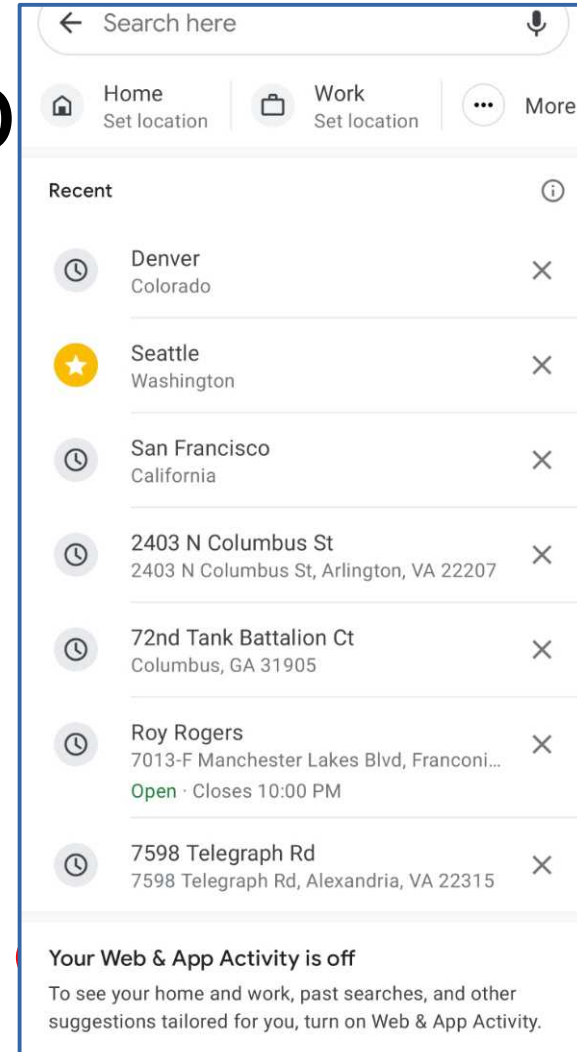 Search here
Home
Set location
Work
Set location
More
Recent
Denver
Colorado
Seattle
Washington
San Francisco
California
2403 N Columbus St
2403 N Columbus St, Arlington, VA 22207
72nd Tank Battalion Ct
Columbus, GA 31905
Roy Rogers
7013-F Manchester Lakes Blvd, Franconi...
Open · Closes 10:00 PM
7598 Telegraph Rd
7598 Telegraph Rd, Alexandria, VA 22315
Your Web & App Activity is off
To see your home and work, past searches, and other
suggestions tailored for you, turn on Web & App Activity.